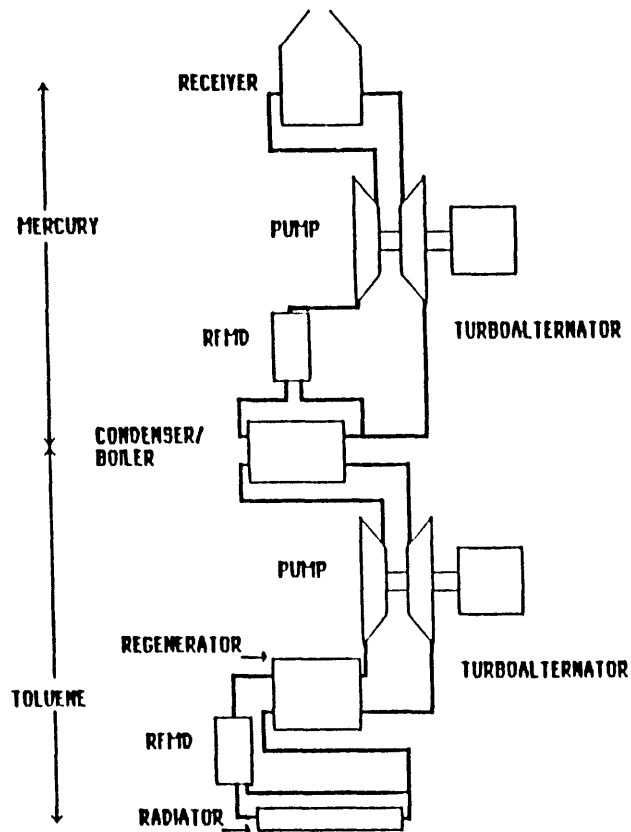 RECEIVER
MERCURY
PUMP
TURBOALTERNATOR
RFMD
CONDENSER/
BOILER
PUMP
REGENERATOR
TURBOALTERNATOR
TOLUENE
RFMD
RADIATOR